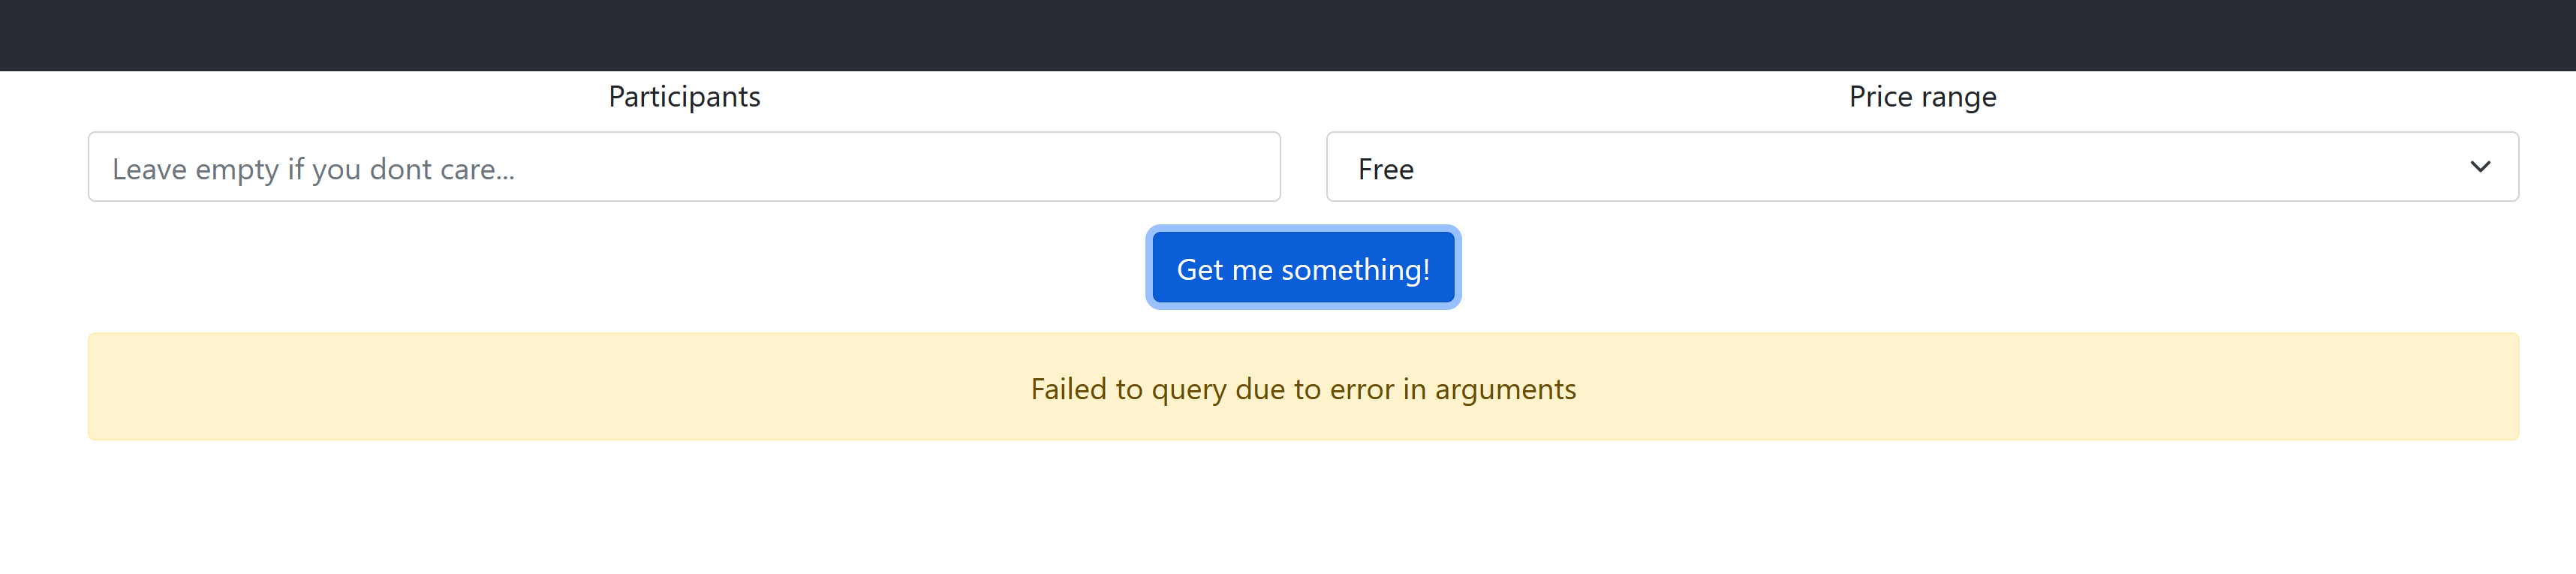 Participants
Price range
Leave empty if you dont care...
Free
Get me something!
Failed to query due to error in arguments